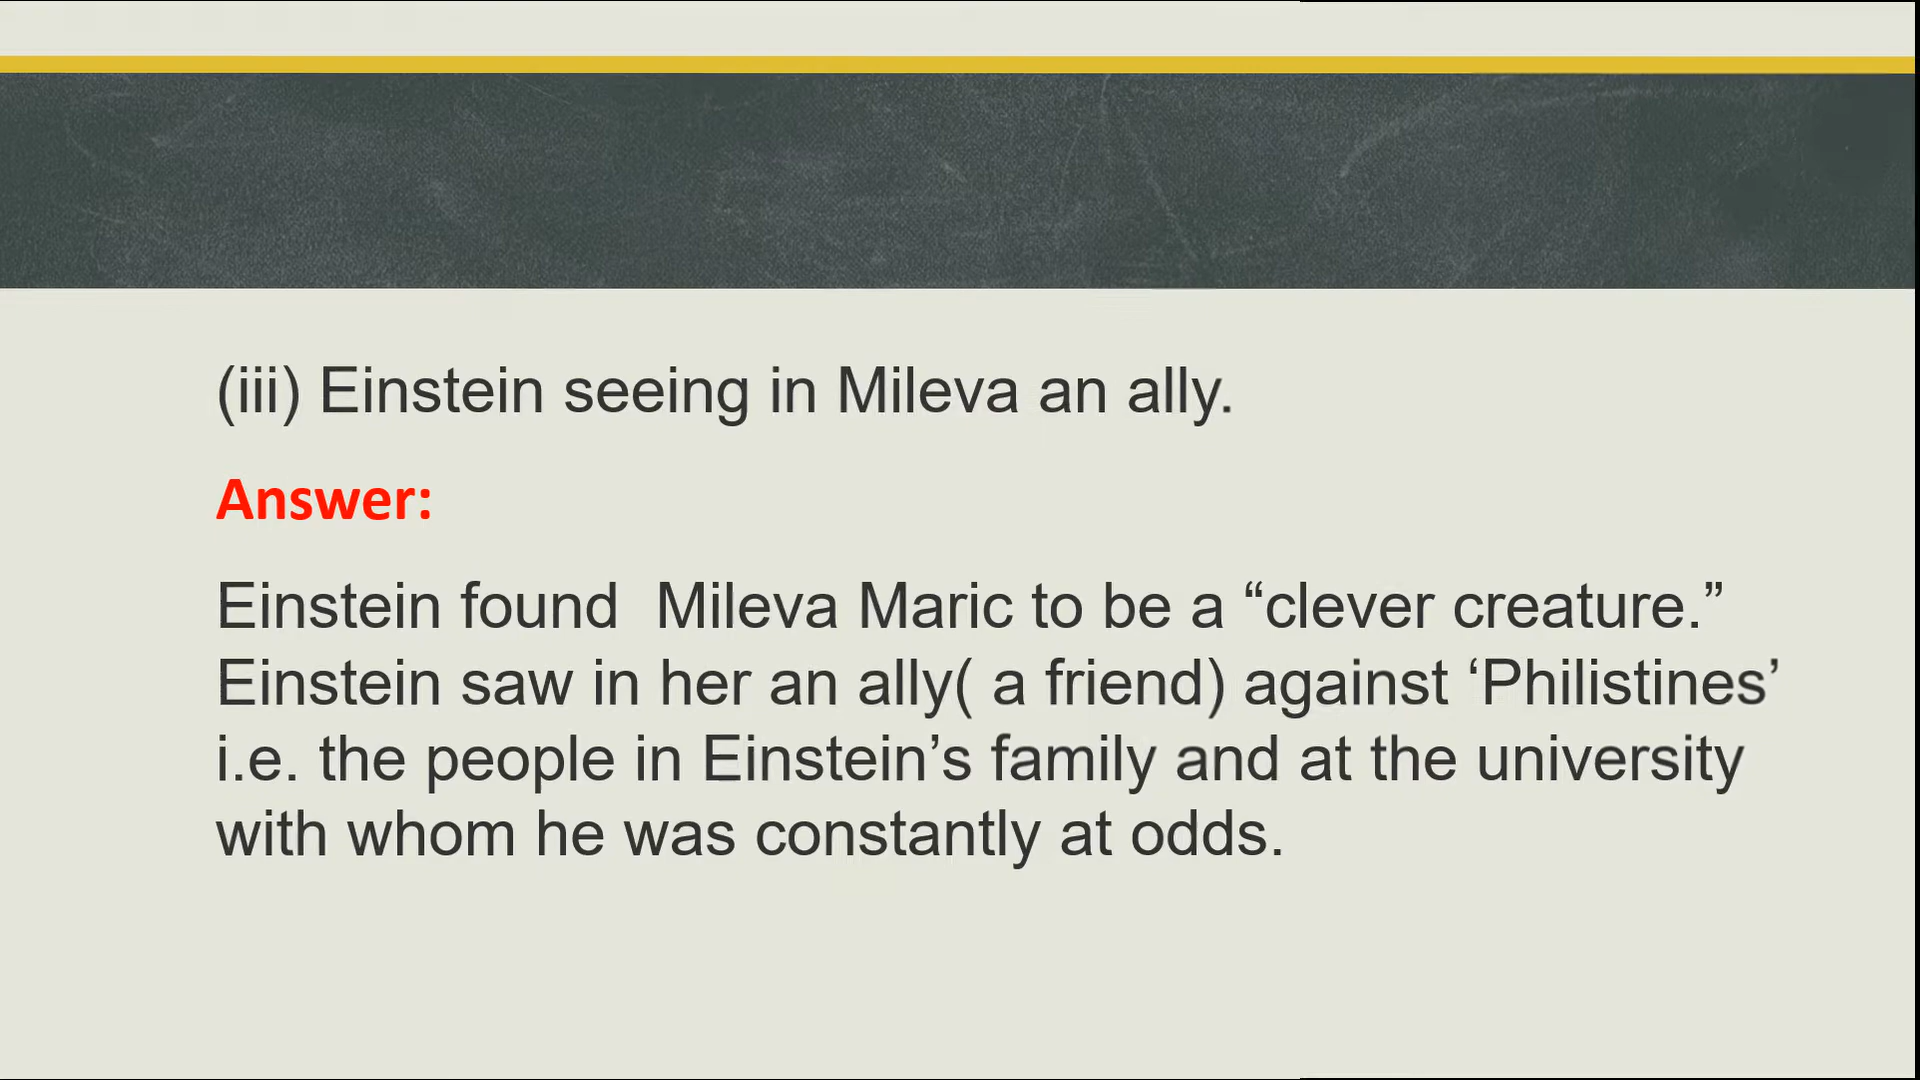 (iii) Einstein seeing in Mileva an ally.
Answer:
Einstein found  Mileva Maric to be a “clever creature.”
Einstein saw in her an ally( a friend) against ‘Philistines’
i.e. the people in Einstein’s family and at the university
with whom he was constantly at odds.